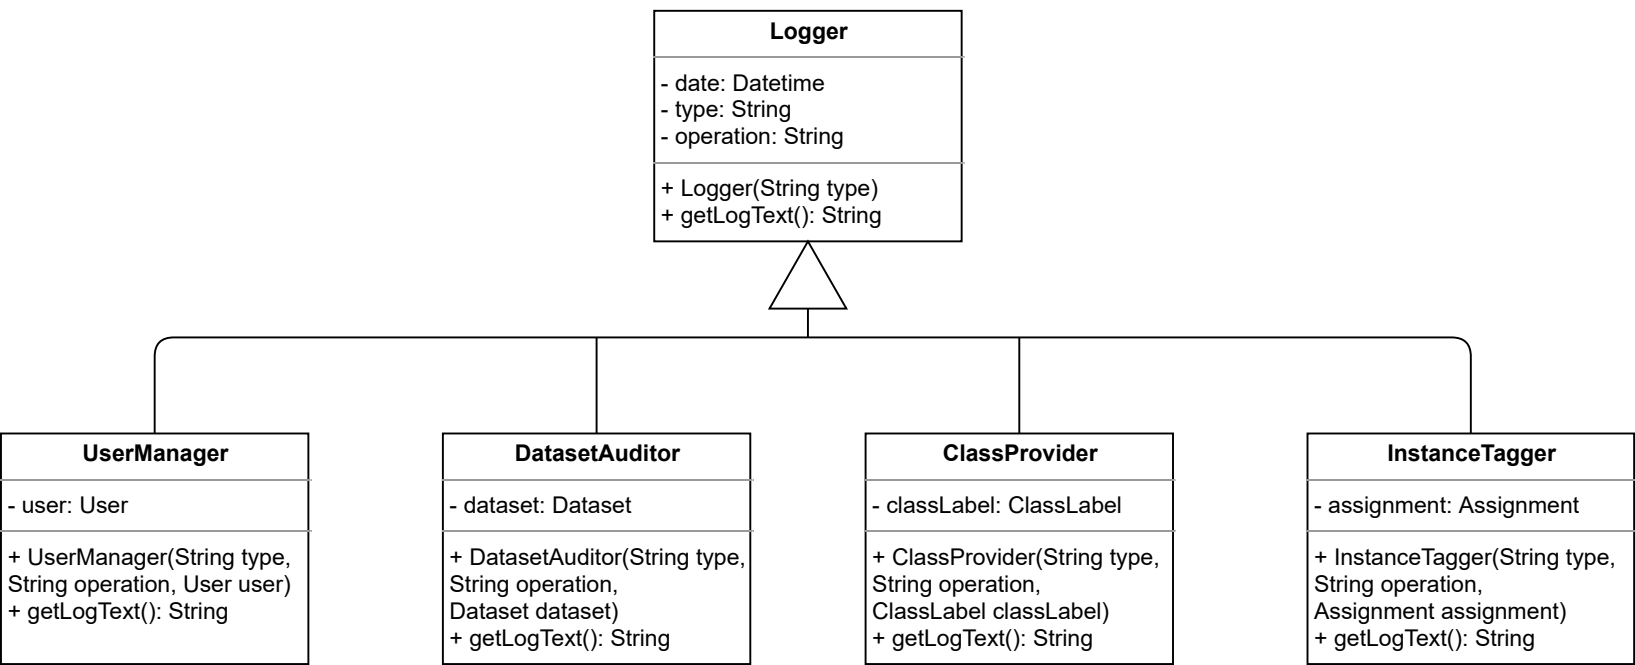 Logger
- date: Datetime
- type: String
- operation: String
+ Logger(String type)
+ getLogText(): String
UserManager
- user: User
+ UserManager(String type,
String operation, User user)
+ getLogText(): String
DatasetAuditor
- dataset: Dataset
+ DatasetAuditor(String type,
String operation,
Dataset dataset)
+ getLogText(): String
ClassProvider
- classLabel: ClassLabel
+ ClassProvider(String type,
String operation,
ClassLabel classLabel)
+ getLogText(): String
InstanceTagger
- assignment: Assignment
+ InstanceTagger(String type,
String operation,
Assignment assignment)
+ getLogText(): String